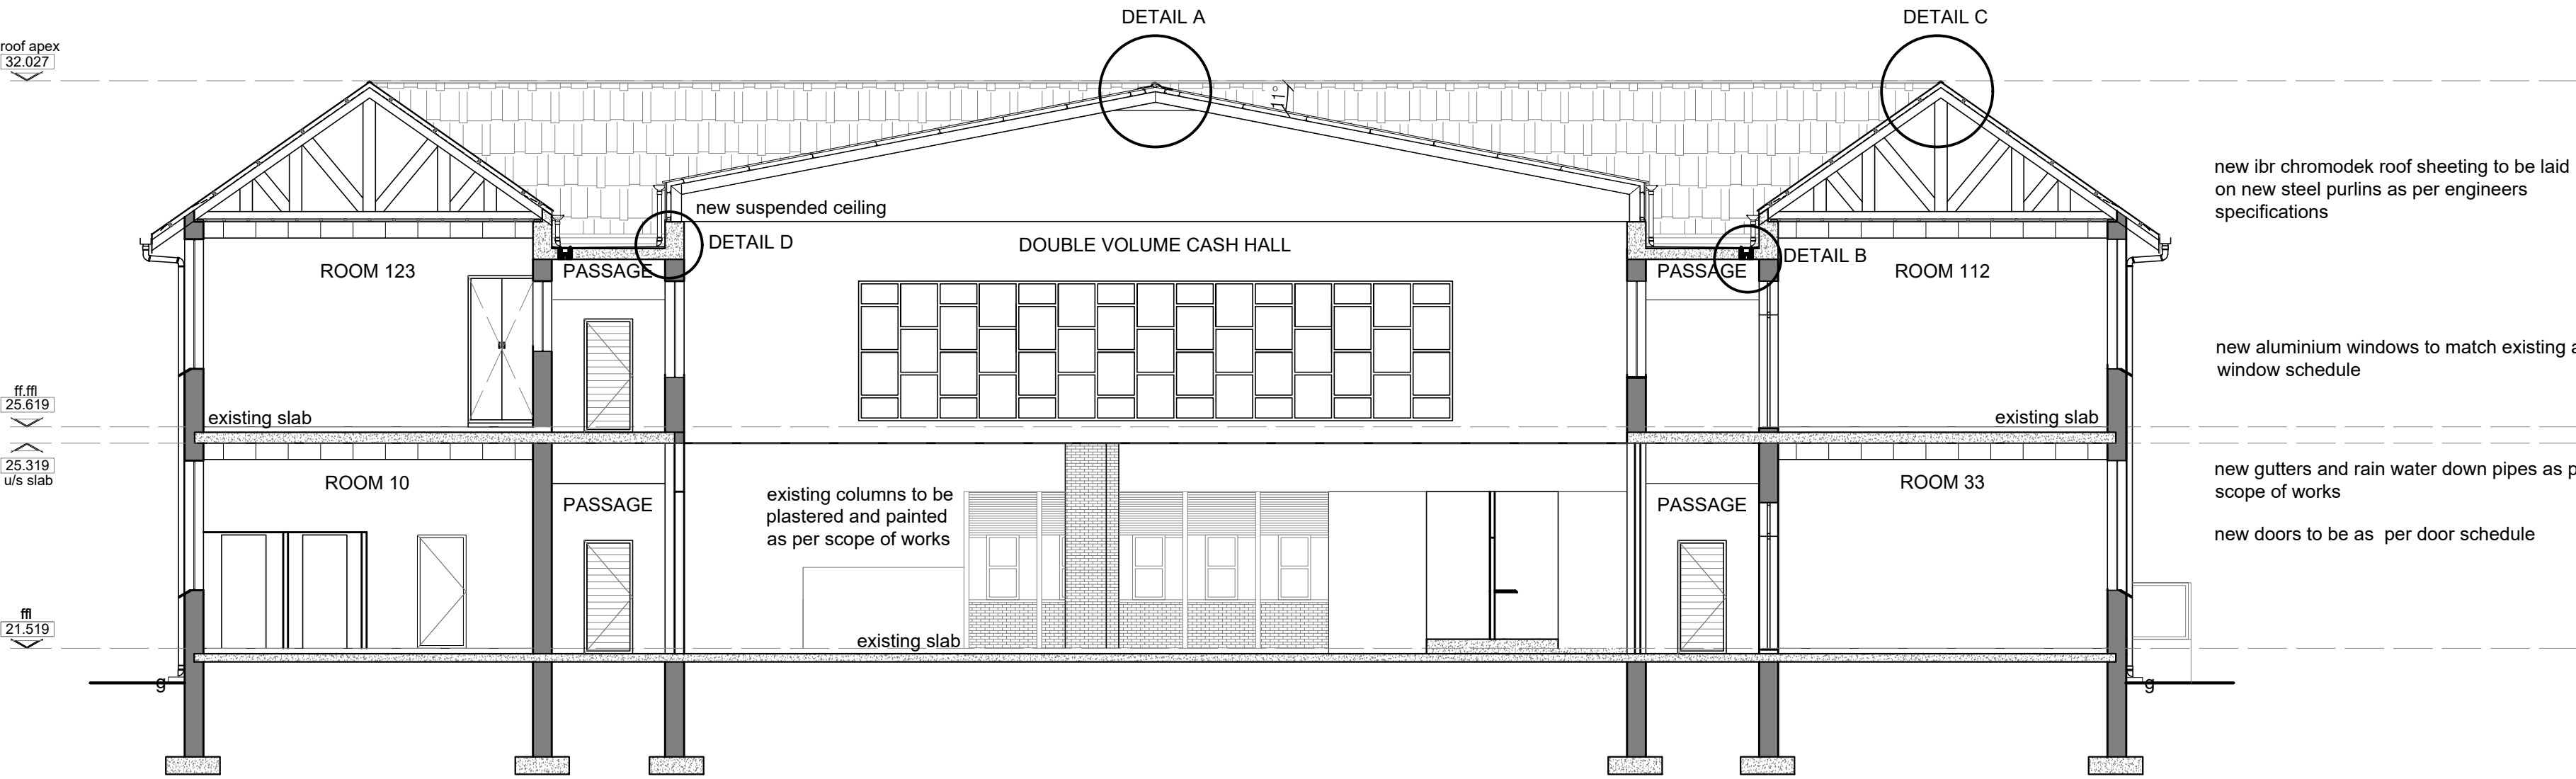 DETAIL A
DETAIL C
roof apex
32.027
11°
new ibr chromodek roof sheeting to be laid
on new steel purlins as per engineers
specifications
new suspended ceiling
DETAIL D
DOUBLE VOLUME CASH HALL
DETAIL B
ROOM 123
PASSAGE
PASSAGE
ROOM 112
new aluminium windows to match existing
window schedule
ff.ffl
25.619
existing slab
existing slab
25.319
u/s slab
ROOM 10
PASSAGE
existing columns to be
plastered and painted
as per scope of works
PASSAGE
ROOM 33
new gutters and rain water down pipes as
scope of works
new doors to be as per door schedule
ffl
21.519
existing slab
g
g